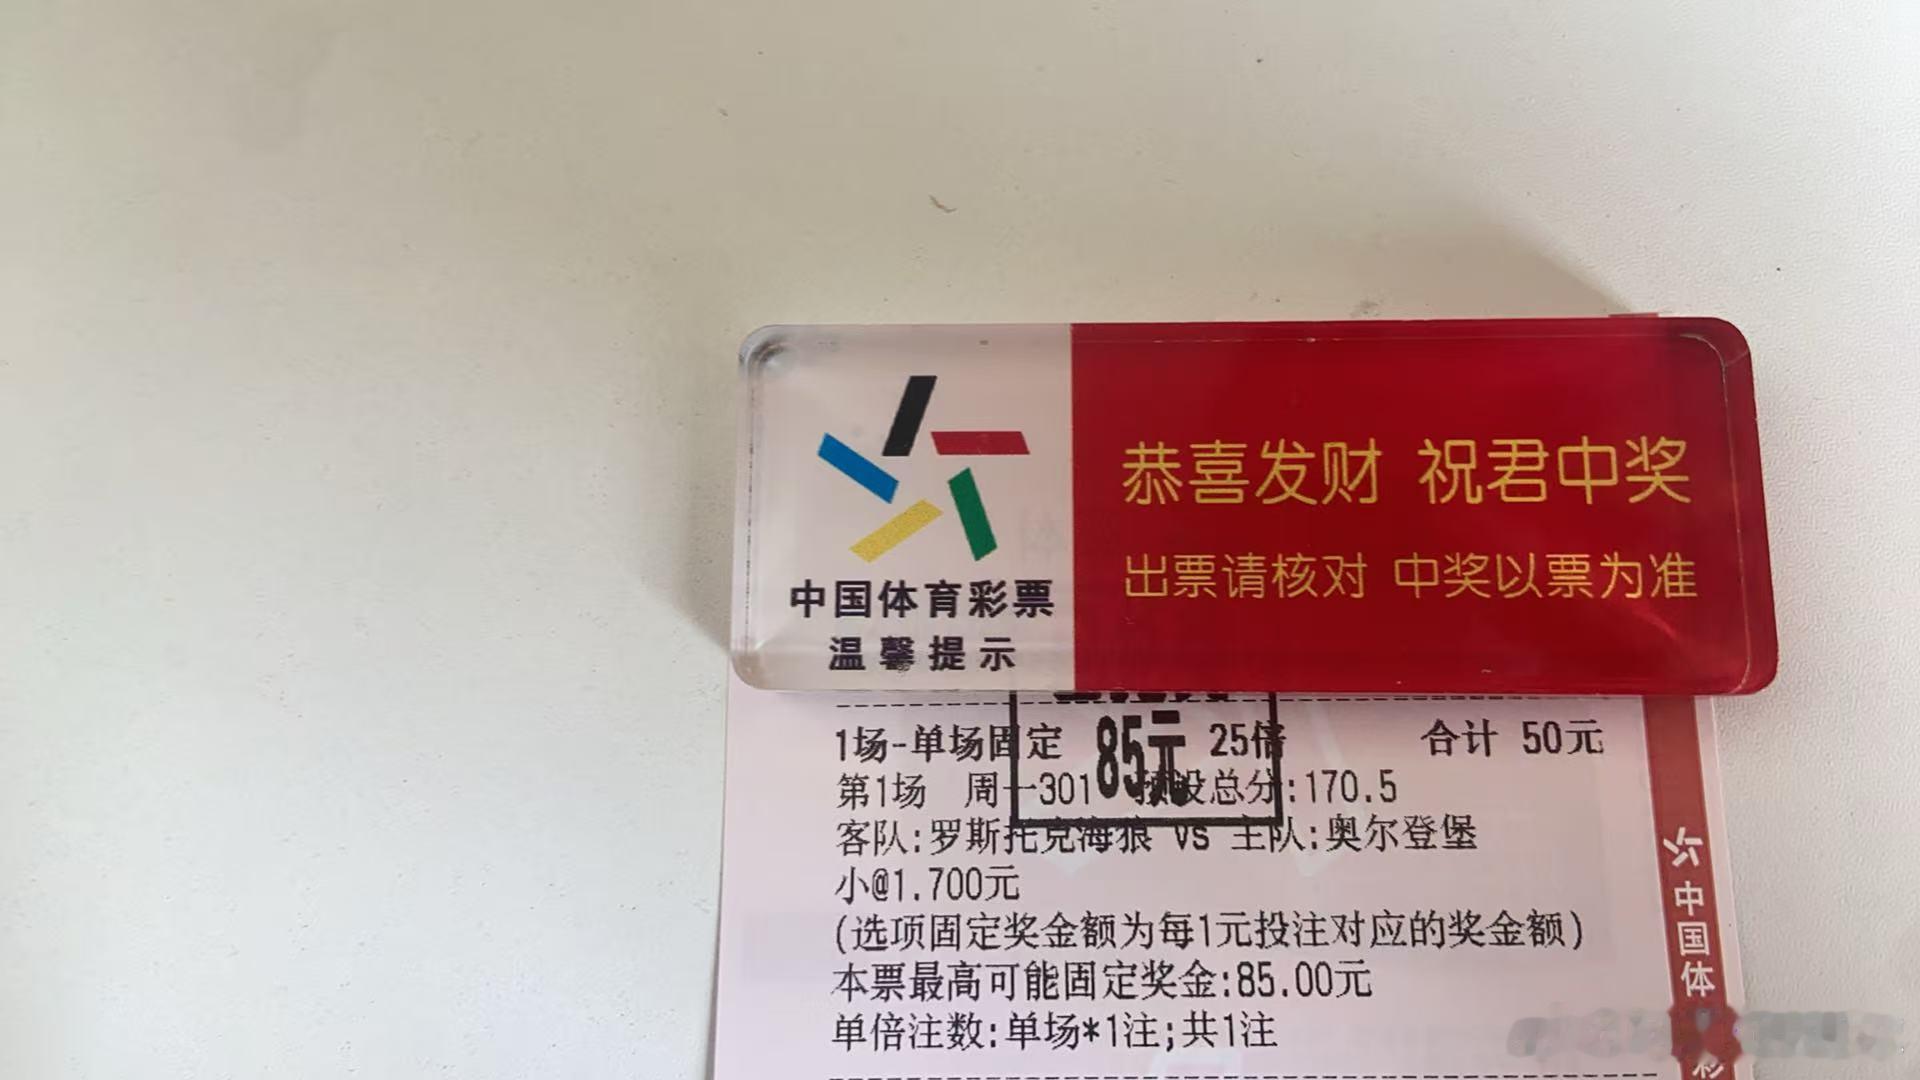 恭喜发财 祝君中奖
出票请核对 中奖以票为准
中国体育彩票
温馨提示
85元
1场-单场固定 25倍 合计 50元
第1场 周一301 预设总分:170.5
客队:罗斯托克海狼 VS 主队:奥尔登堡
小@1.700元
(选项固定奖金额为每1元投注对应的奖金额)
本票最高可能固定奖金:85.00元
单倍注数:单场*1注;共1注
中国体彩